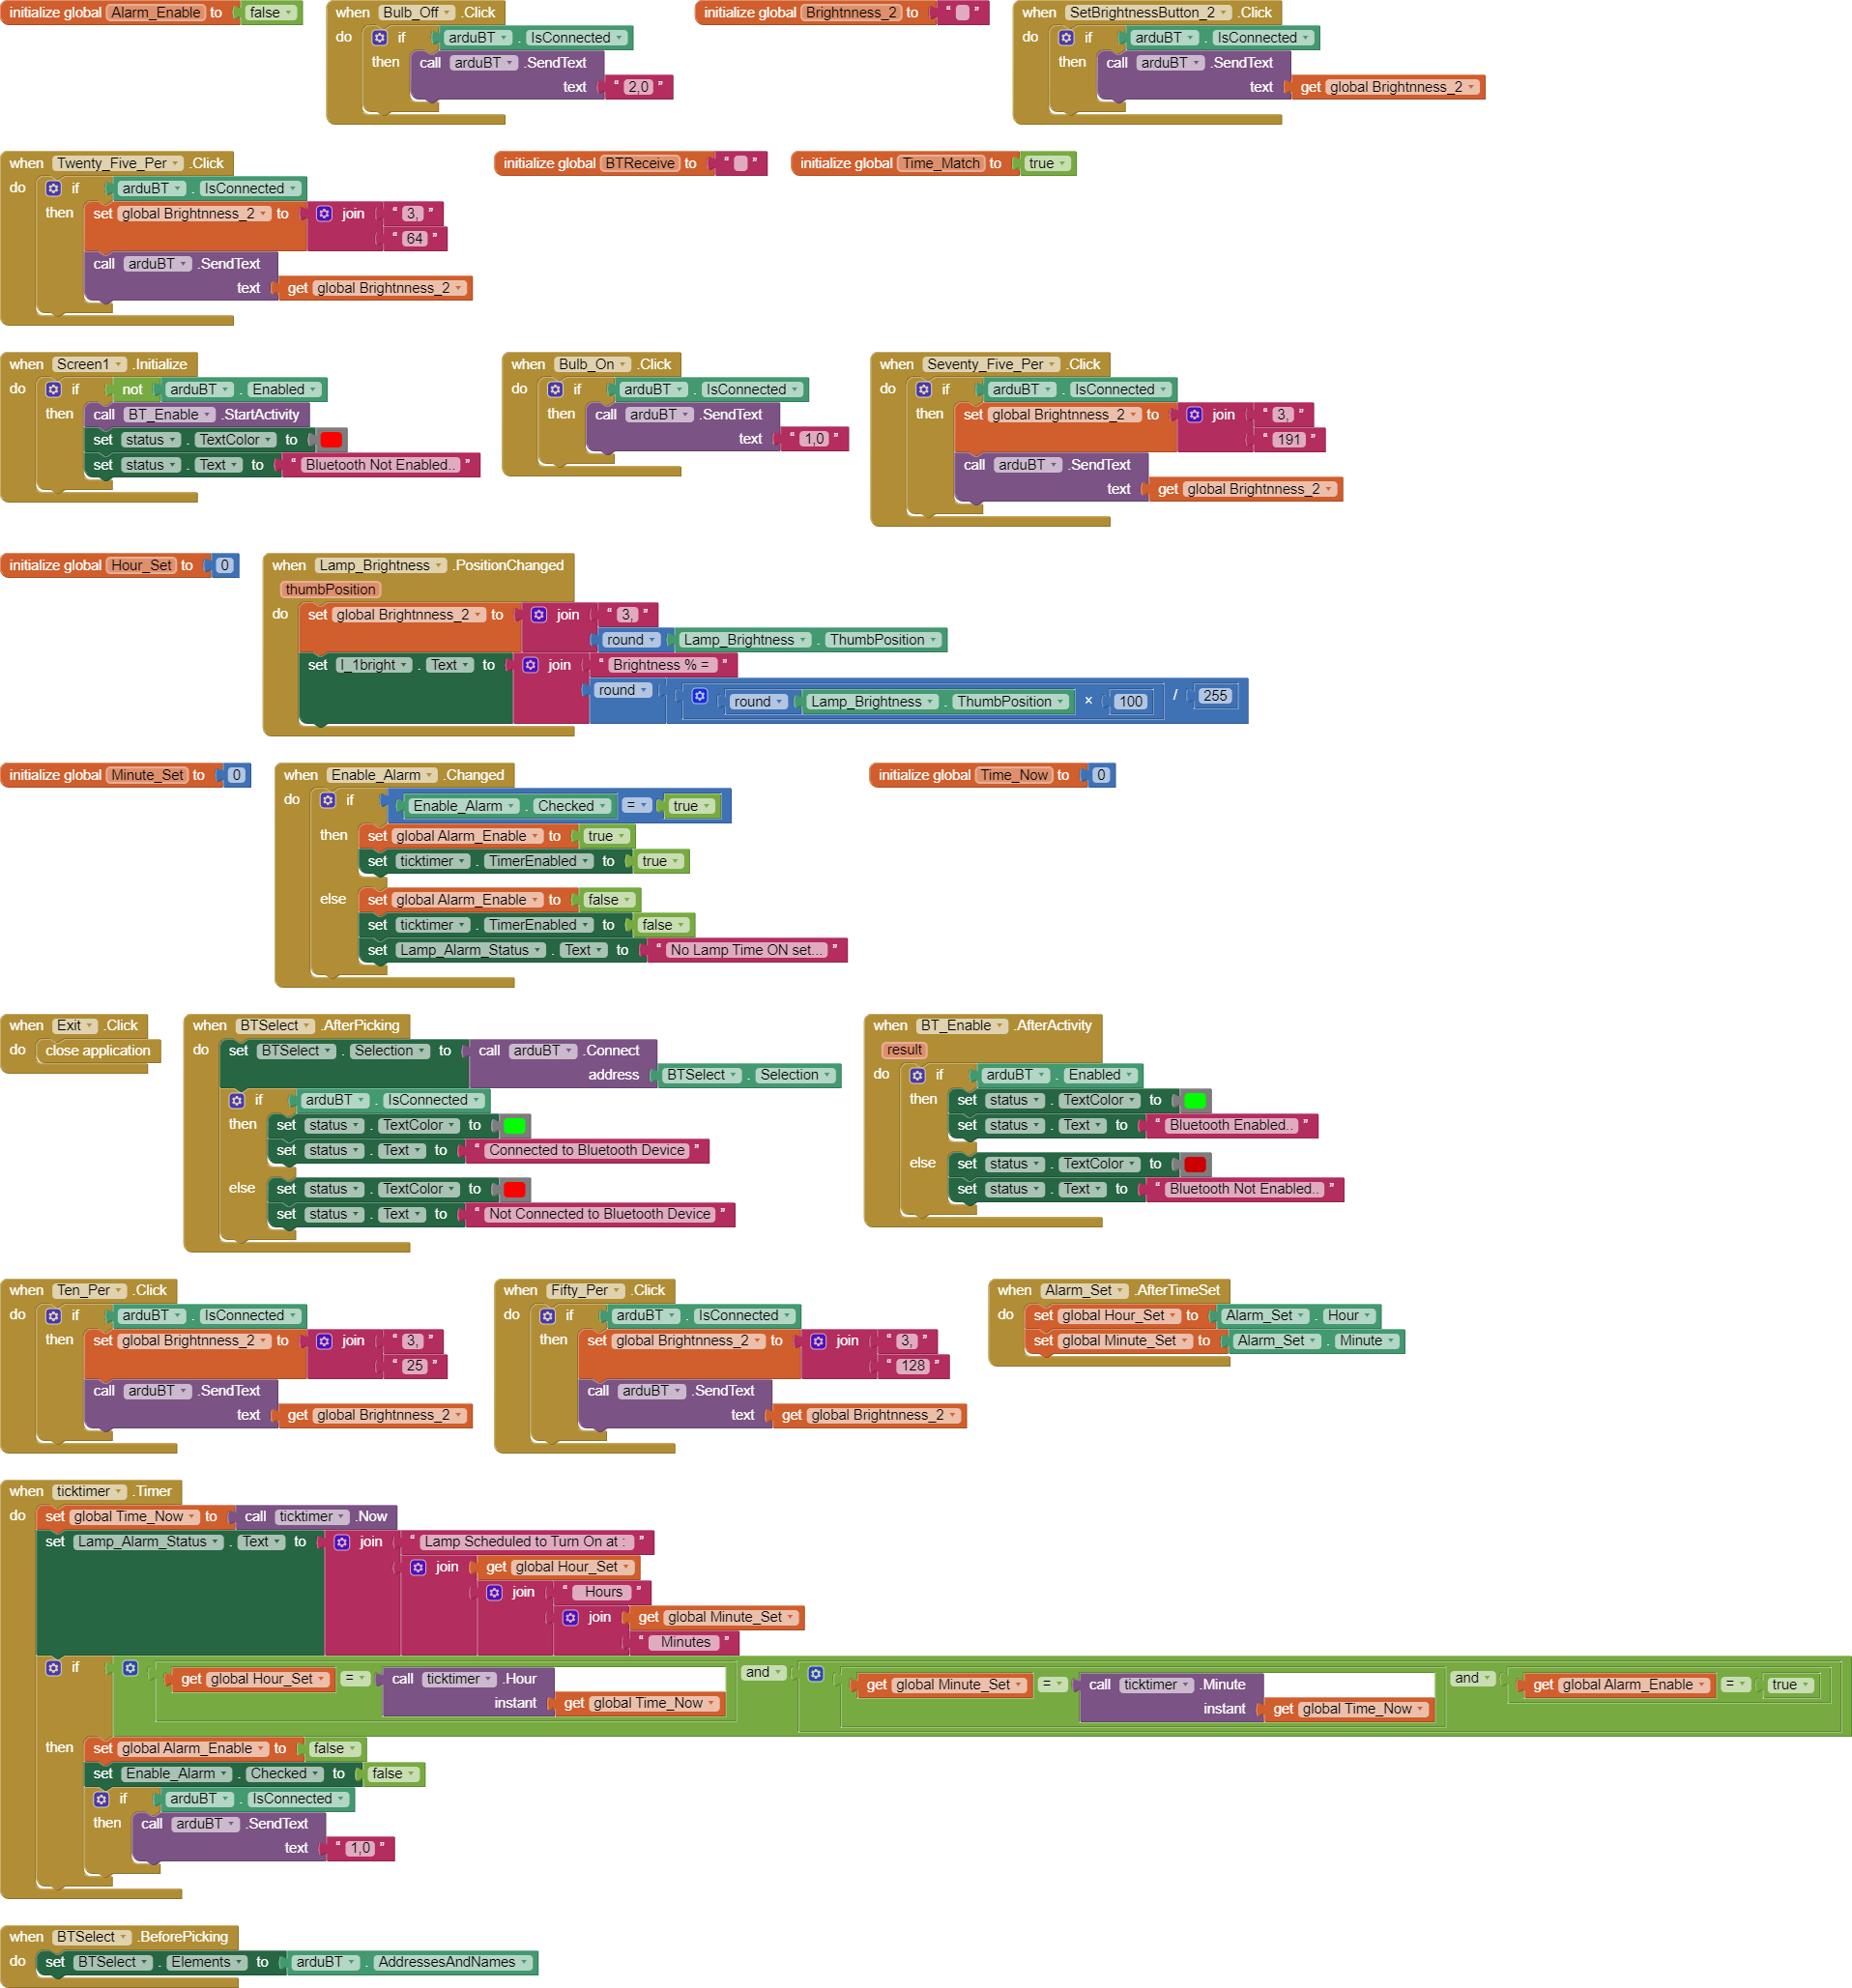 initialize global Alarm_Enable to false
when Bulb_Off .Click
do if arduBT . IsConnected
then call arduBT .SendText
text " 2,0 "
initialize global Brightnness_2 to " "
when SetBrightnessButton_2 .Click
do if arduBT . IsConnected
then call arduBT .SendText
text get global Brightnness_2
when Twenty_Five_Per .Click
do if arduBT . IsConnected
then set global Brightnness_2 to join " 3, "
" 64 "
call arduBT .SendText
text get global Brightnness_2
initialize global BTReceive to " "
initialize global Time_Match to true
when Screen1 .Initialize
do if not arduBT . Enabled
then call BT_Enable .StartActivity
set status . TextColor to
set status . Text to " Bluetooth Not Enabled.. "
when Bulb_On .Click
do if arduBT . IsConnected
then call arduBT .SendText
text " 1,0 "
when Seventy_Five_Per .Click
do if arduBT . IsConnected
then set global Brightnness_2 to join " 3, "
" 191 "
call arduBT .SendText
text get global Brightnness_2
initialize global Hour_Set to 0
when Lamp_Brightness .PositionChanged
thumbPosition
do set global Brightnness_2 to join " 3, "
round Lamp_Brightness . ThumbPosition
set l_1bright . Text to join " Brightness % = "
round round Lamp_Brightness . ThumbPosition × 100 / 255
initialize global Minute_Set to 0
when Enable_Alarm .Changed
do if Enable_Alarm . Checked = true
then set global Alarm_Enable to true
set ticktimer . TimerEnabled to true
else set global Alarm_Enable to false
set ticktimer . TimerEnabled to false
set Lamp_Alarm_Status . Text to " No Lamp Time ON set... "
initialize global Time_Now to 0
when Exit .Click
do close application
when BTSelect .AfterPicking
do set BTSelect . Selection to call arduBT .Connect
address BTSelect . Selection
if arduBT . IsConnected
then set status . TextColor to
set status . Text to " Connected to Bluetooth Device "
else set status . TextColor to
set status . Text to " Not Connected to Bluetooth Device "
when BT_Enable .AfterActivity
result
do if arduBT . Enabled
then set status . TextColor to
set status . Text to " Bluetooth Enabled.. "
else set status . TextColor to
set status . Text to " Bluetooth Not Enabled.. "
when Ten_Per .Click
do if arduBT . IsConnected
then set global Brightnness_2 to join " 3, "
" 25 "
call arduBT .SendText
text get global Brightnness_2
when Fifty_Per .Click
do if arduBT . IsConnected
then set global Brightnness_2 to join " 3, "
" 128 "
call arduBT .SendText
text get global Brightnness_2
when Alarm_Set .AfterTimeSet
do set global Hour_Set to Alarm_Set . Hour
set global Minute_Set to Alarm_Set . Minute
when ticktimer .Timer
do set global Time_Now to call ticktimer .Now
set Lamp_Alarm_Status . Text to join " Lamp Scheduled to Turn On at : "
join get global Hour_Set
join " Hours "
join get global Minute_Set
" Minutes "
if get global Hour_Set = call ticktimer .Hour and get global Minute_Set = call ticktimer .Minute and get global Alarm_Enable = true
instant get global Time_Now instant get global Time_Now
then set global Alarm_Enable to false
set Enable_Alarm . Checked to false
if arduBT . IsConnected
then call arduBT .SendText
text " 1,0 "
when BTSelect .BeforePicking
do set BTSelect . Elements to arduBT . AddressesAndNames